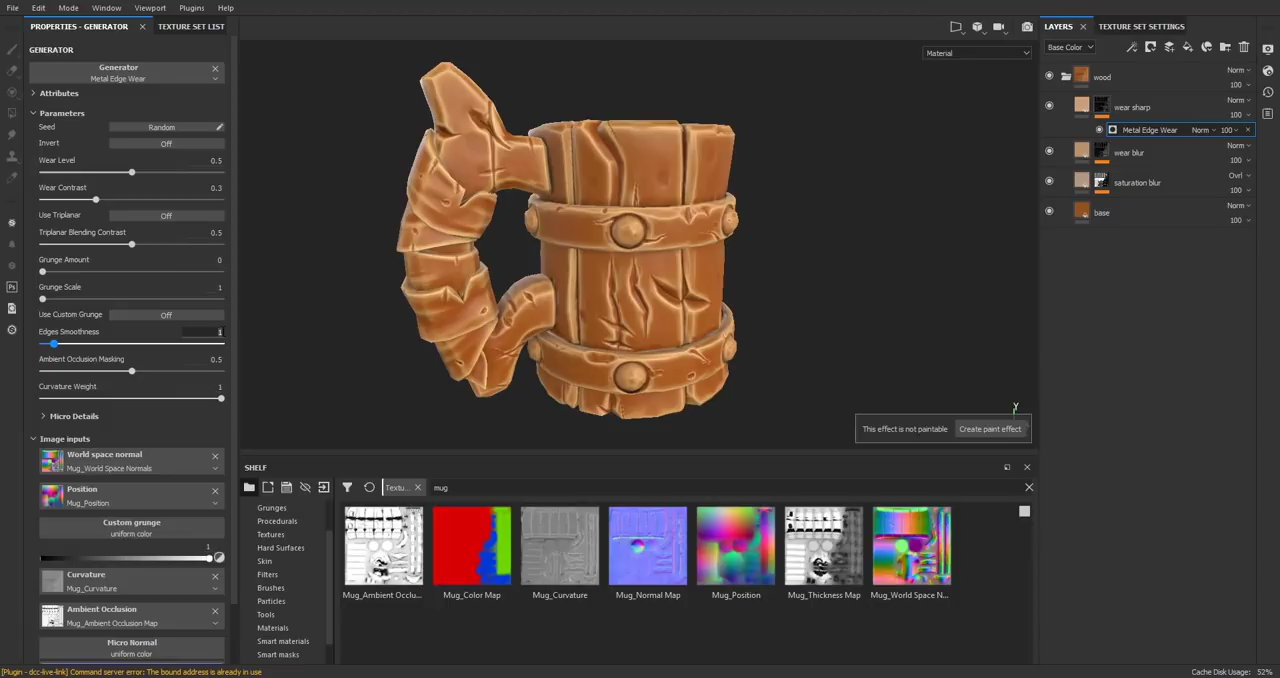 File Edit Mode Window Viewport Plugins Help
PROPERTIES - GENERATOR TEXTURE SET LIST
GENERATOR
Generator
Metal Edge Wear
Attributes
Parameters
Seed Random
Invert Off
Wear Level 0.5
Wear Contrast 0.3
Use Triplanar Off
Triplanar Blending Contrast 0.5
Grunge Amount 0
Grunge Scale 1
Use Custom Grunge Off
Edges Smoothness 1
Ambient Occlusion Masking 0.5
Curvature Weight 1
Micro Details
Image inputs
World space normal
Mug_World Space Normals
Position
Mug_Position
Custom grunge
uniform color
1
Curvature
Mug_Curvature
Ambient Occlusion
Mug_Ambient Occlusion Map
Micro Normal
uniform color
Ps
Material
Y
This effect is not paintable Create paint effect
SHELF
Textu... mug
Grunges
Procedurals
Textures
Hard Surfaces
Skin
Filters
Brushes
Particles
Tools
Materials
Smart materials
Smart masks
Mug_Ambient Occlu... Mug_Color Map Mug_Curvature Mug_Normal Map Mug_Position Mug_Thickness Map Mug_World Space N...
LAYERS TEXTURE SET SETTINGS
Base Color
wood Norm
100
wear sharp Norm
100
Metal Edge Wear Norm 100
wear blur Norm
100
saturation blur Ovrl
100
base Norm
100
[Plugin - dcc-live-link] Command server error: The bound address is already in use
Cache Disk Usage: 52%